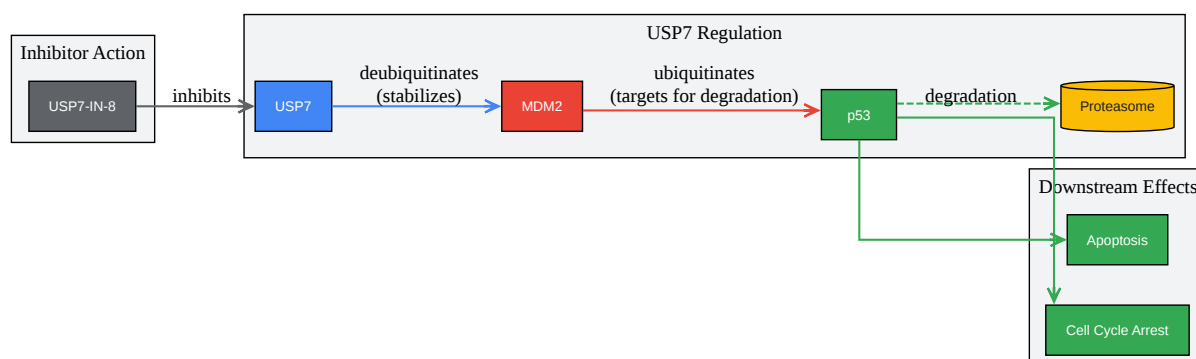 USP7 Regulation
Inhibitor Action
USP7-IN-8
inhibits
USP7
deubiquitinates
(stabilizes)
MDM2
ubiquitinates
(targets for degradation)
p53
degradation
Proteasome
Downstream Effects
Apoptosis
Cell Cycle Arrest